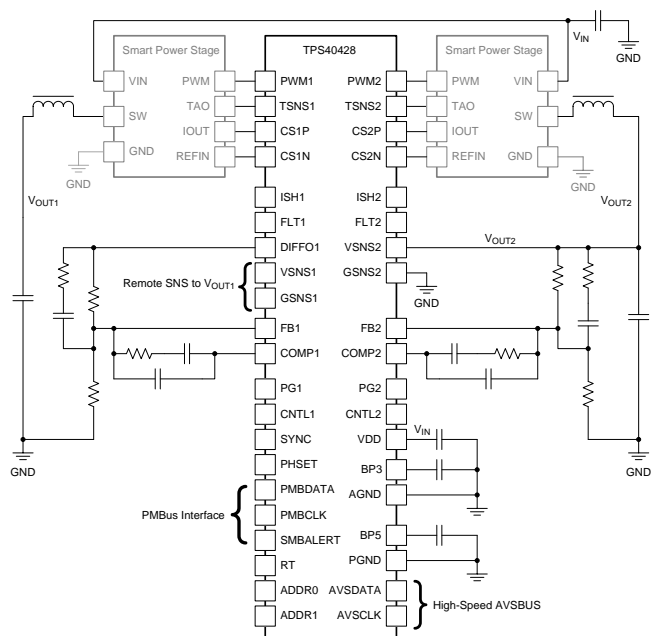 VIN
GND
Smart Power Stage
TPS40428
Smart Power Stage
VIN
PWM
PWM1
PWM2
PWM
VIN
TAO
TSNS1
TSNS2
TAO
SW
IOUT
CS1P
CS2P
IOUT
SW
GND
REFIN
CS1N
CS2N
REFIN
GND
GND
GND
VOUT1
ISH1
ISH2
VOUT2
FLT1
FLT2
DIFFO1
VSNS2
VOUT2
Remote SNS to VOUT1
VSNS1
GSNS2
GSNS1
GND
FB1
FB2
COMP1
COMP2
PG1
PG2
CNTL1
CNTL2
SYNC
VDD
VIN
GND
GND
PHSET
BP3
PMBDATA
AGND
PMBus Interface
PMBCLK
SMBALERT
BP5
RT
PGND
ADDR0
AVSDATA
High-Speed AVSBUS
ADDR1
AVSCLK